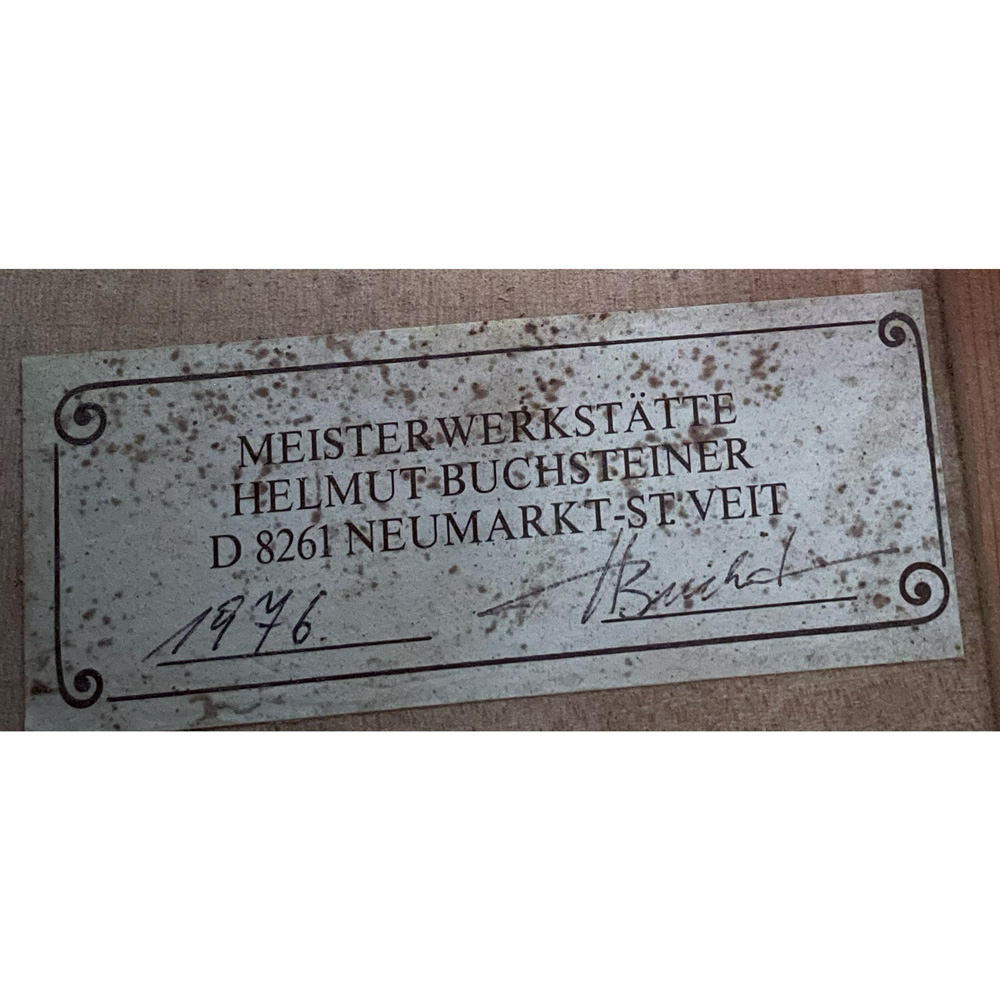 MEISTERWERKSTÄTTE
HELMUT BUCHSTEINER
D 8261 NEUMARKT-ST. VEIT
1976.